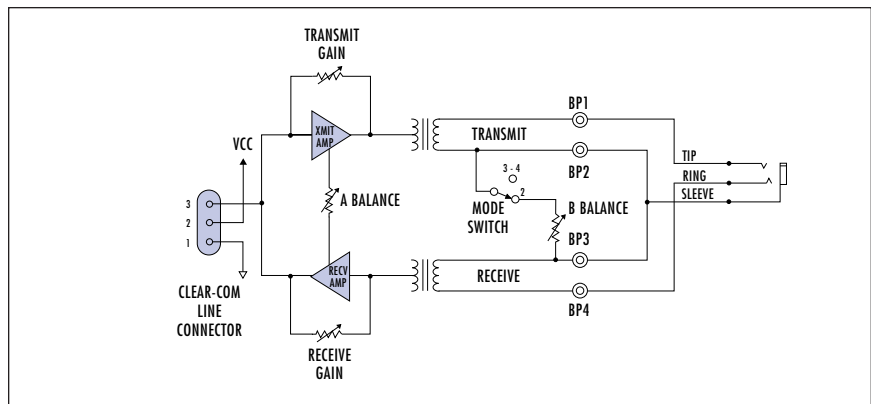 TRANSMIT
GAIN
XMIT
AMP
VCC
A BALANCE
3
2
1
CLEAR-COM
LINE
CONNECTOR
RECV
AMP
RECEIVE
GAIN
TRANSMIT
3 - 4
2
MODE
SWITCH
B BALANCE
RECEIVE
BP1
BP2
BP3
BP4
TIP
RING
SLEEVE